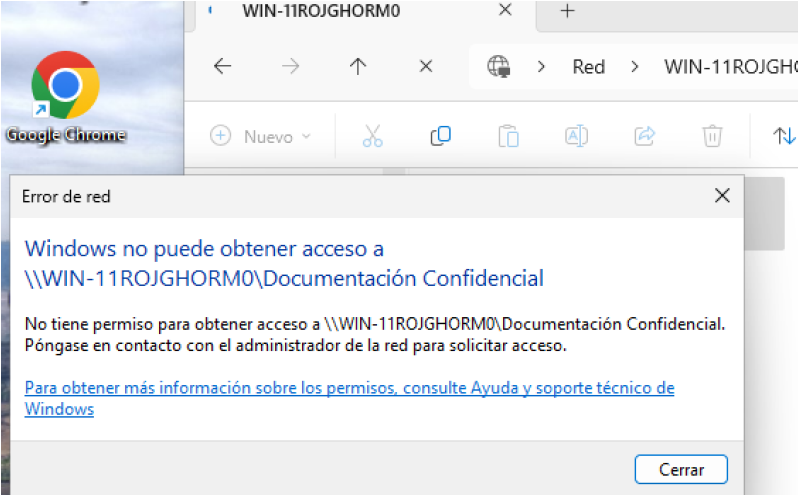 WIN-11ROJGHORM0
Google Chrome
Red
WIN-11ROJGH
Nuevo
Error de red
Windows no puede obtener acceso a
\\WIN-11ROJGHORM0\Documentación Confidencial
No tiene permiso para obtener acceso a \\WIN-11ROJGHORM0\Documentación Confidencial.
Póngase en contacto con el administrador de la red para solicitar acceso.
Para obtener más información sobre los permisos, consulte Ayuda y soporte técnico de
Windows
Cerrar